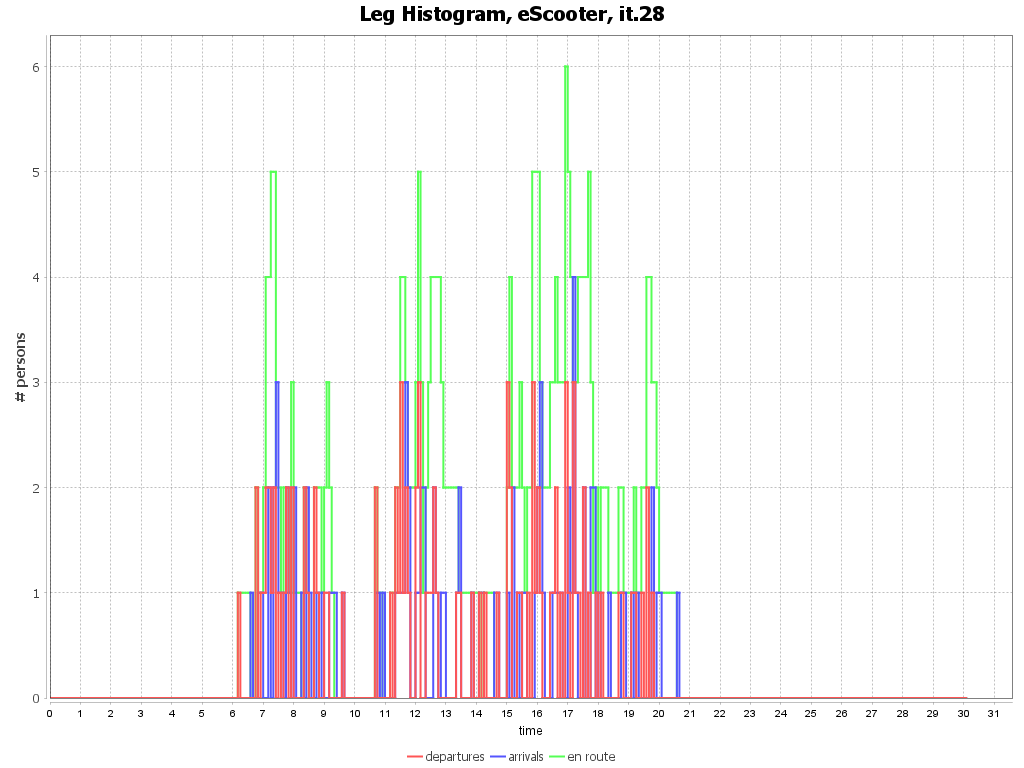 Leg Histogram, eScooter, it.28
# persons
6
5
4
3
2
1
0
0 1 2 3 4 5 6 7 8 9 10 11 12 13 14 15 16 17 18 19 20 21 22 23 24 25 26 27 28 29 30 31
time
departures arrivals en route